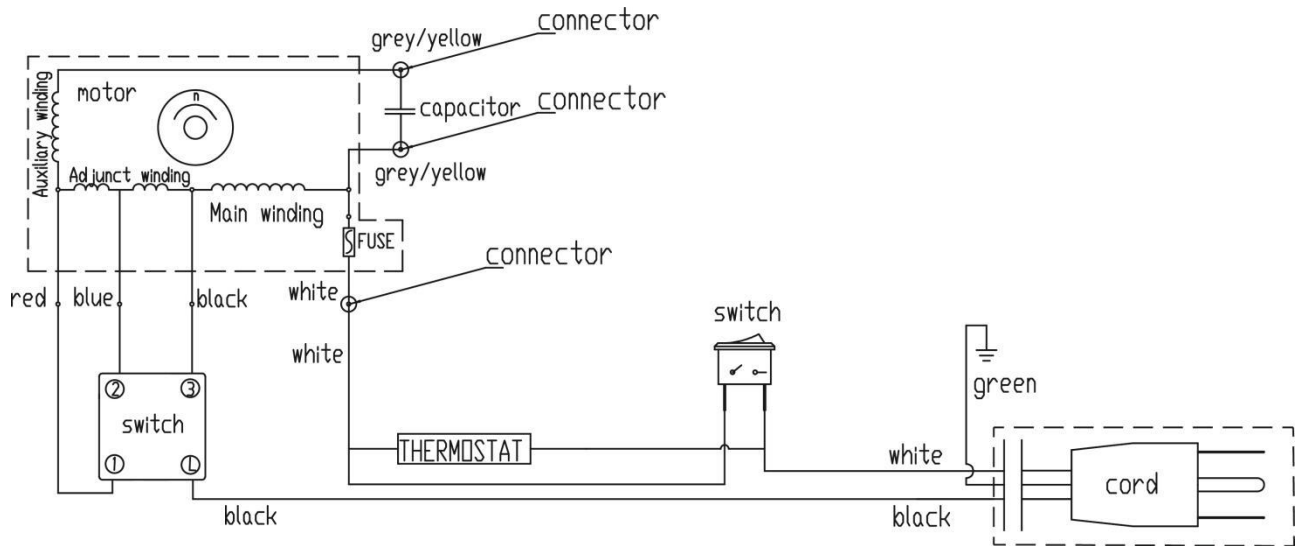 connector
grey/yellow
Auxiliary winding
motor
n
capacitor
connector
grey/yellow
Adjunct winding
Main winding
FUSE
connector
red
blue
black
white
switch
white
green
2
3
switch
THERMOSTAT
1
L
white
cord
black
black